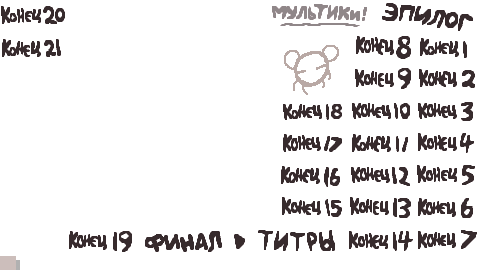 Конец 20 МУЛЬТИКИ! ЭПИЛОГ
Конец 21 Конец 8 Конец 1
Конец 9 Конец 2
Конец 18 Конец 10 Конец 3
Конец 17 Конец 11 Конец 4
Конец 16 Конец 12 Конец 5
Конец 15 Конец 13 Конец 6
Конец 19 ФИНАЛ Ь ТИТРЫ Конец 14 Конец 7